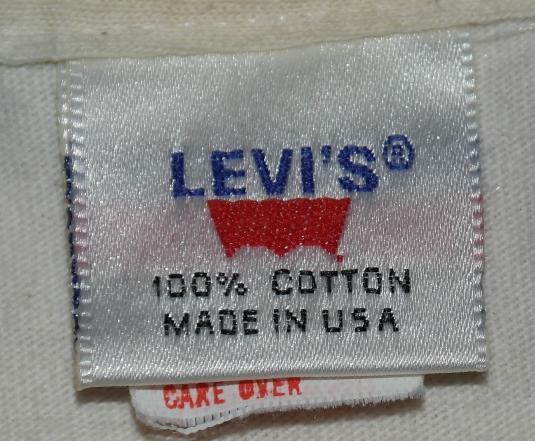 LEVI'S®
100% COTTON
MADE IN USA
CARE OVER